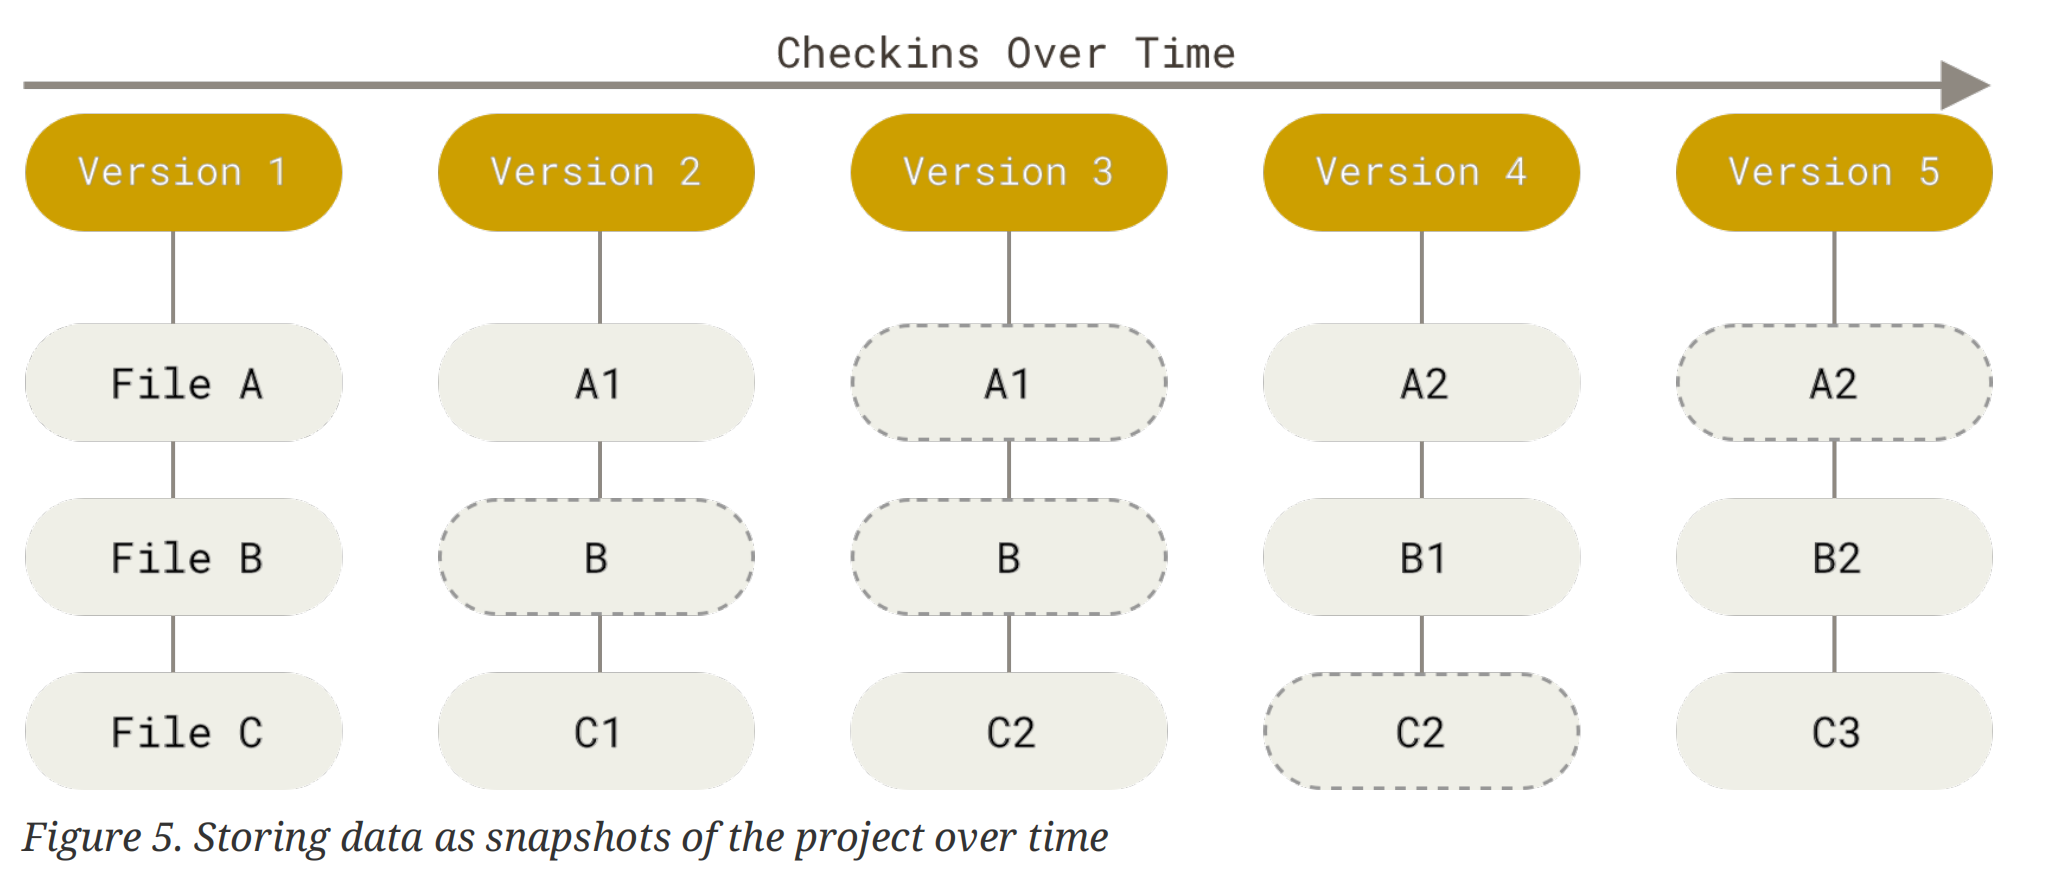 Checkins Over Time
Version 1 Version 2 Version 3 Version 4 Version 5
File A A1 A1 A2 A2
File B B B B1 B2
File C C1 C2 C2 C3
Figure 5. Storing data as snapshots of the project over time